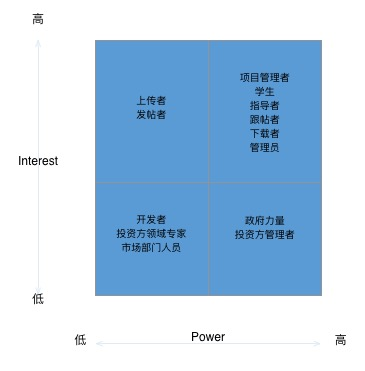 高
上传者
发帖者
项目管理者
学生
指导者
跟帖者
下载者
管理员
Interest
开发者
投资方领域专家
市场部门人员
政府力量
投资方管理者
低
低
Power
高